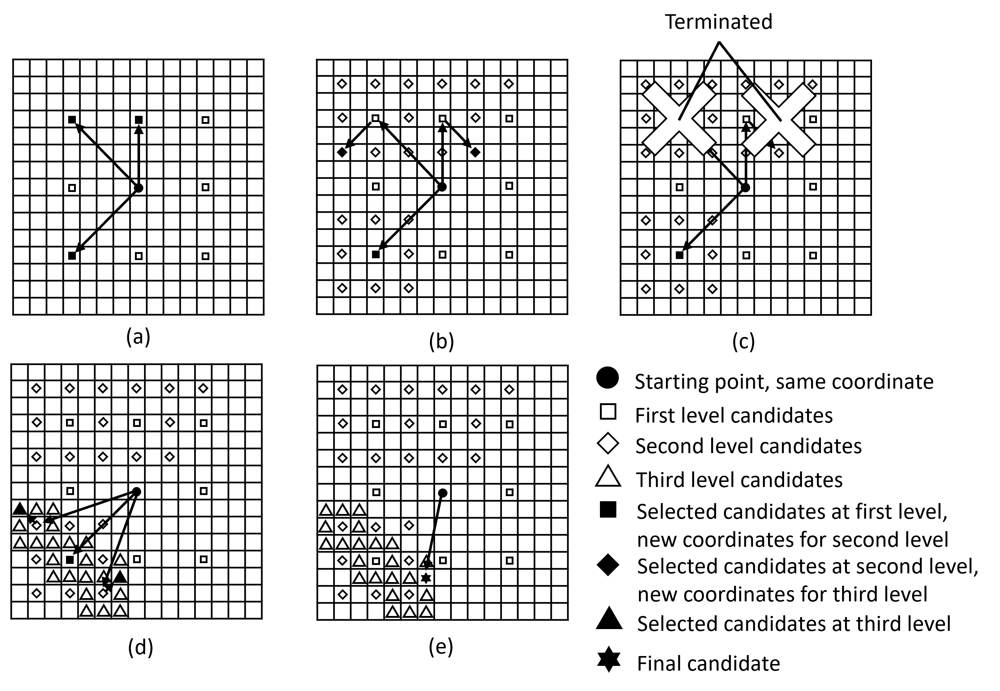 Terminated
(a)
(b)
(c)
Starting point, same coordinate
First level candidates
Second level candidates
Third level candidates
Selected candidates at first level,
new coordinates for second level
Selected candidates at second level,
new coordinates for third level
Selected candidates at third level
Final candidate
(d)
(e)